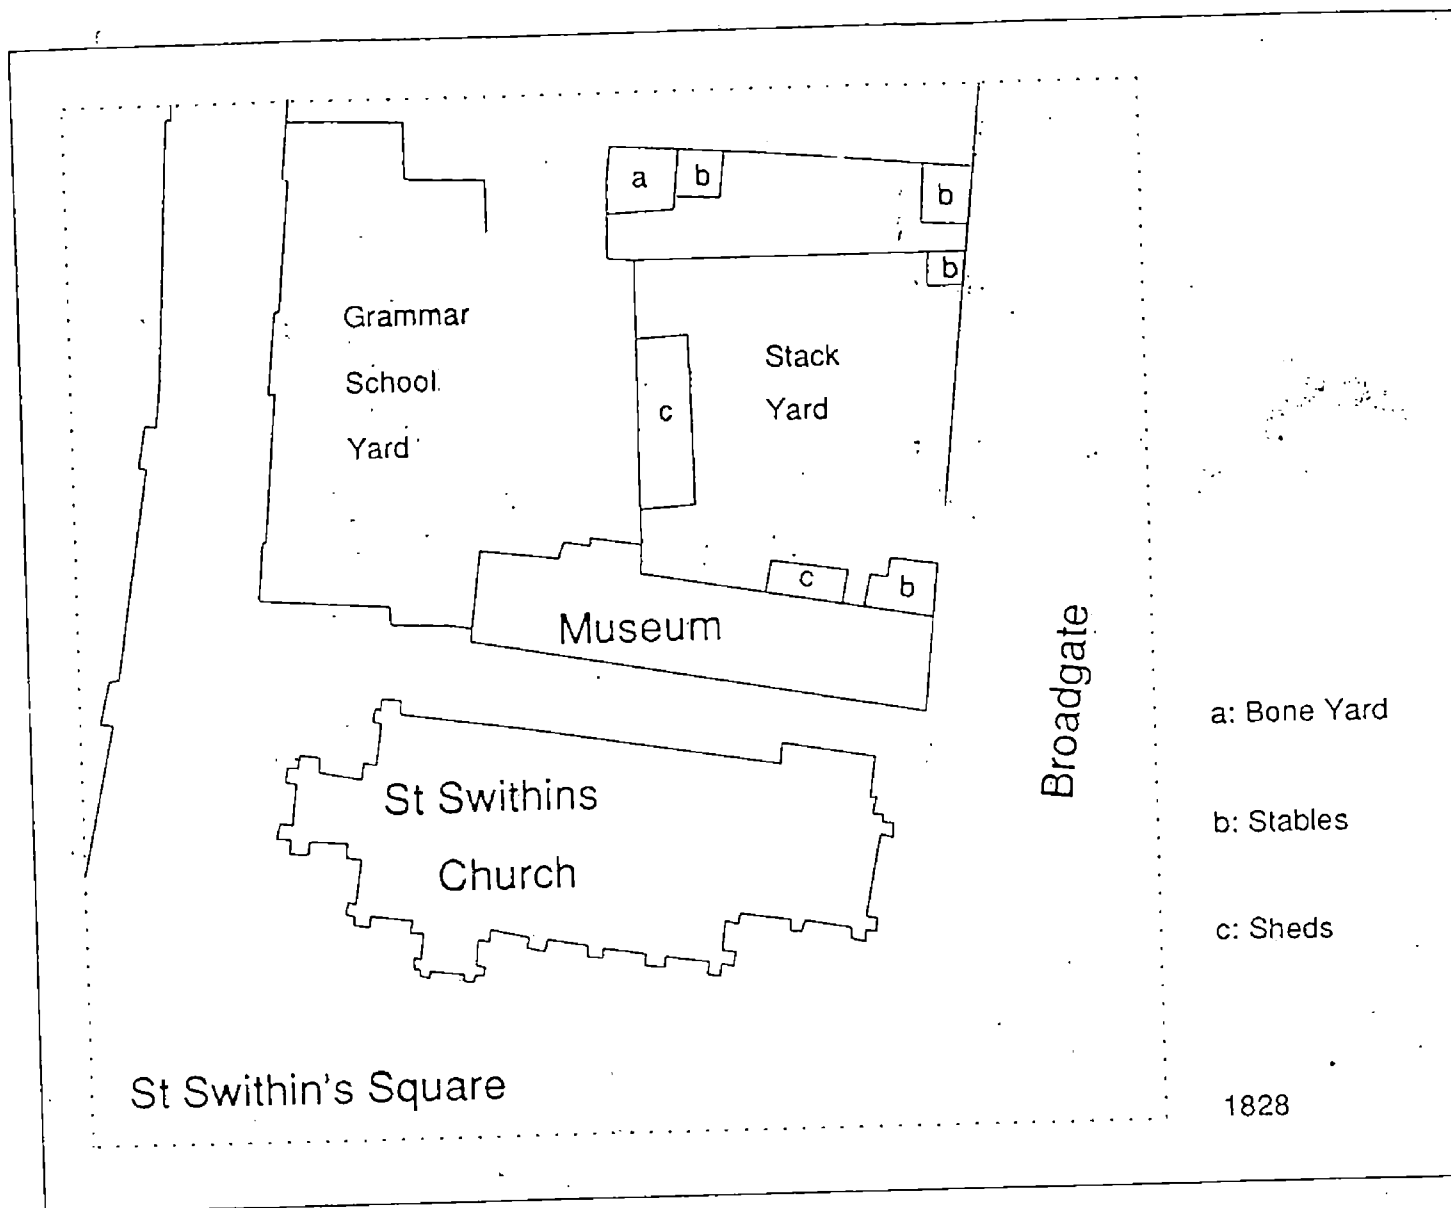 a
b
b
b
Grammar
School
Yard
Stack
Yard
c
c
b
Museum
Broadgate
St Swithins
Church
a: Bone Yard
b: Stables
c: Sheds
St Swithin's Square
1828